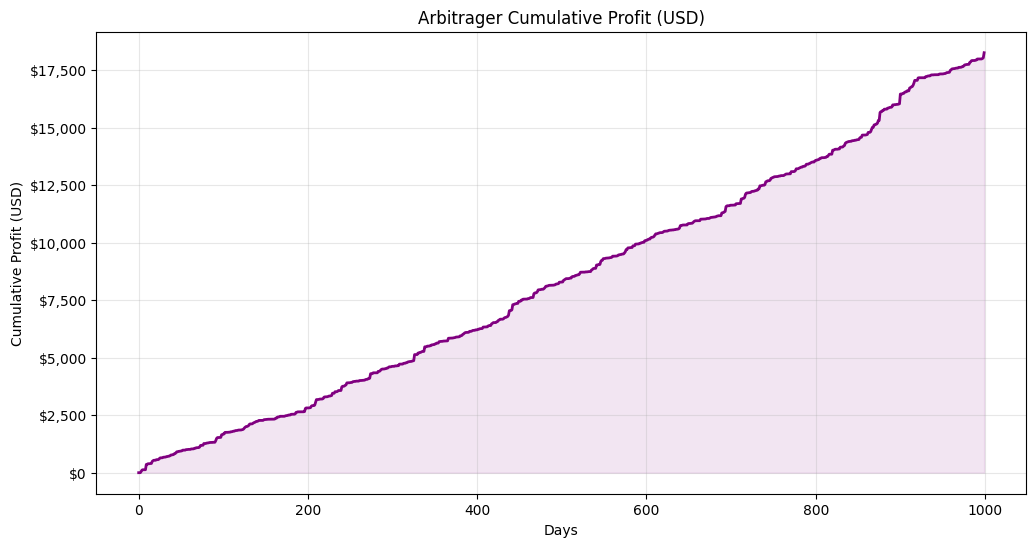 Arbitrager Cumulative Profit (USD)
$17,500
$15,000
$12,500
$10,000
$7,500
$5,000
$2,500
$0
Cumulative Profit (USD)
0 200 400 600 800 1000
Days